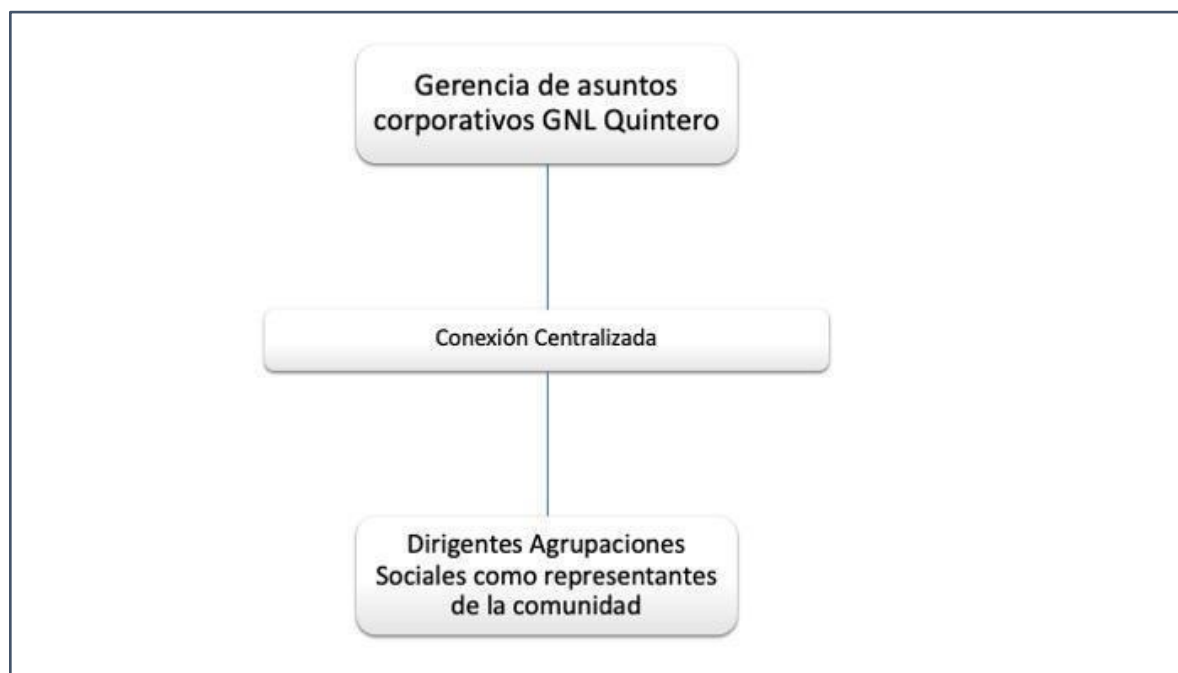 Gerencia de asuntos
corporativos GNL Quintero
Conexión Centralizada
Dirigentes Agrupaciones
Sociales como representantes
de la comunidad